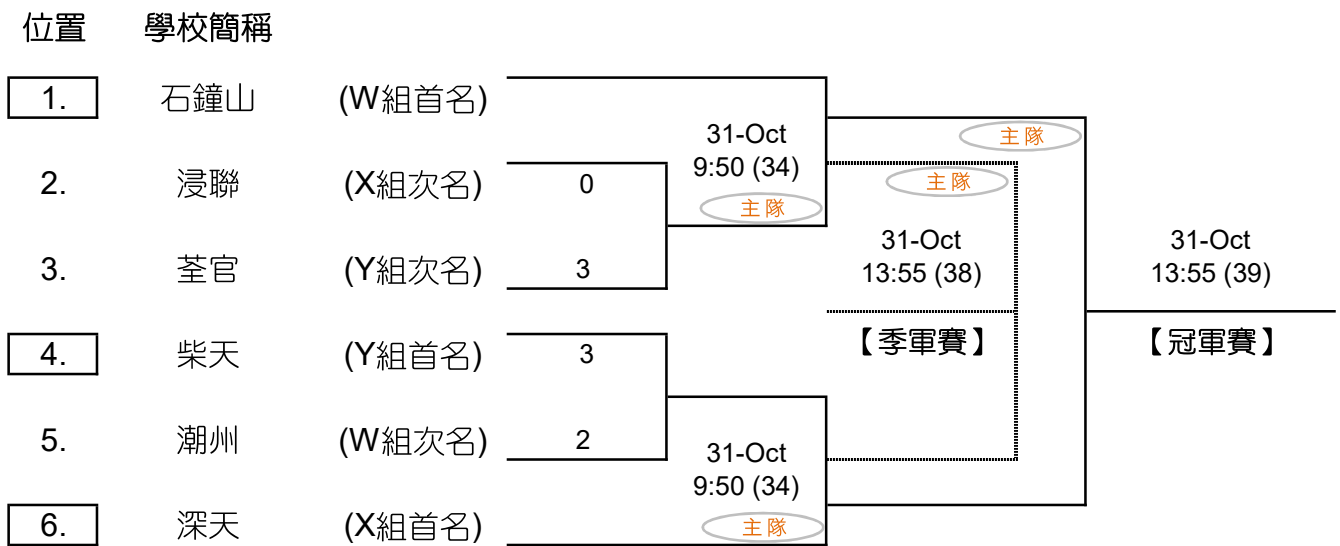 位置 學校簡稱
1. 石鐘山 (W組首名)
31-Oct
9:50 (34)
主隊
主隊
2. 浸聯 (X組次名) 0
主隊
3. 荃官 (Y組次名) 3
31-Oct
13:55 (38)
【季軍賽】
31-Oct
13:55 (39)
【冠軍賽】
4. 柴天 (Y組首名) 3
5. 潮州 (W組次名) 2
31-Oct
9:50 (34)
主隊
6. 深天 (X組首名)